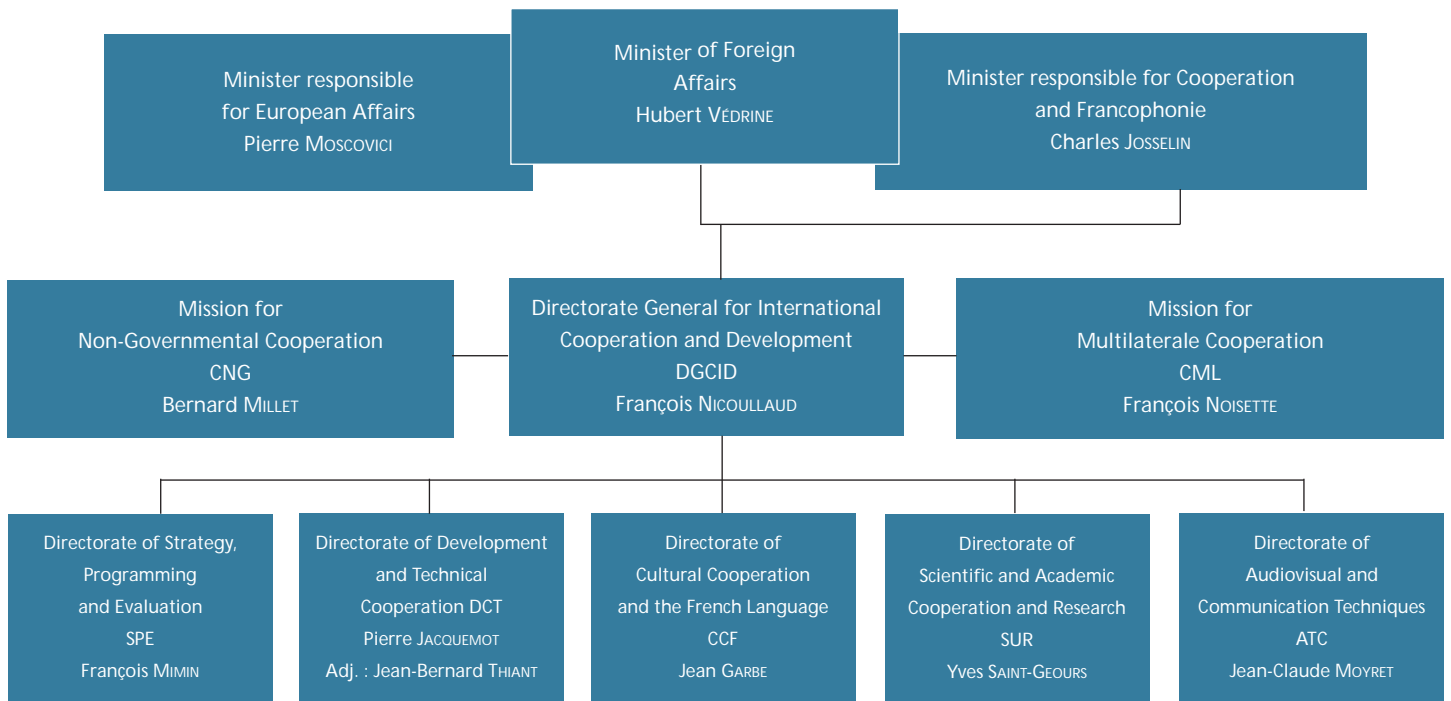 Minister responsible
for European Affairs
Pierre MOSCOVICI
Minister of Foreign
Affairs
Hubert VÉDRINE
Minister responsible for Cooperation
and Francophonie
Charles JOSSELIN
Mission for
Non-Governmental Cooperation
CNG
Bernard MILLET
Directorate General for International
Cooperation and Development
DGCID
François NICOULLAUD
Mission for
Multilaterale Cooperation
CML
François NOISETTE
Directorate of Strategy,
Programming
and Evaluation
SPE
François MIMIN
Directorate of Development
and Technical
Cooperation DCT
Pierre JACQUEMOT
Adj. : Jean-Bernard THIANT
Directorate of
Cultural Cooperation
and the French Language
CCF
Jean GARBE
Directorate of
Scientific and Academic
Cooperation and Research
SUR
Yves SAINT-GEOURS
Directorate of
Audiovisual and
Communication Techniques
ATC
Jean-Claude MOYRET